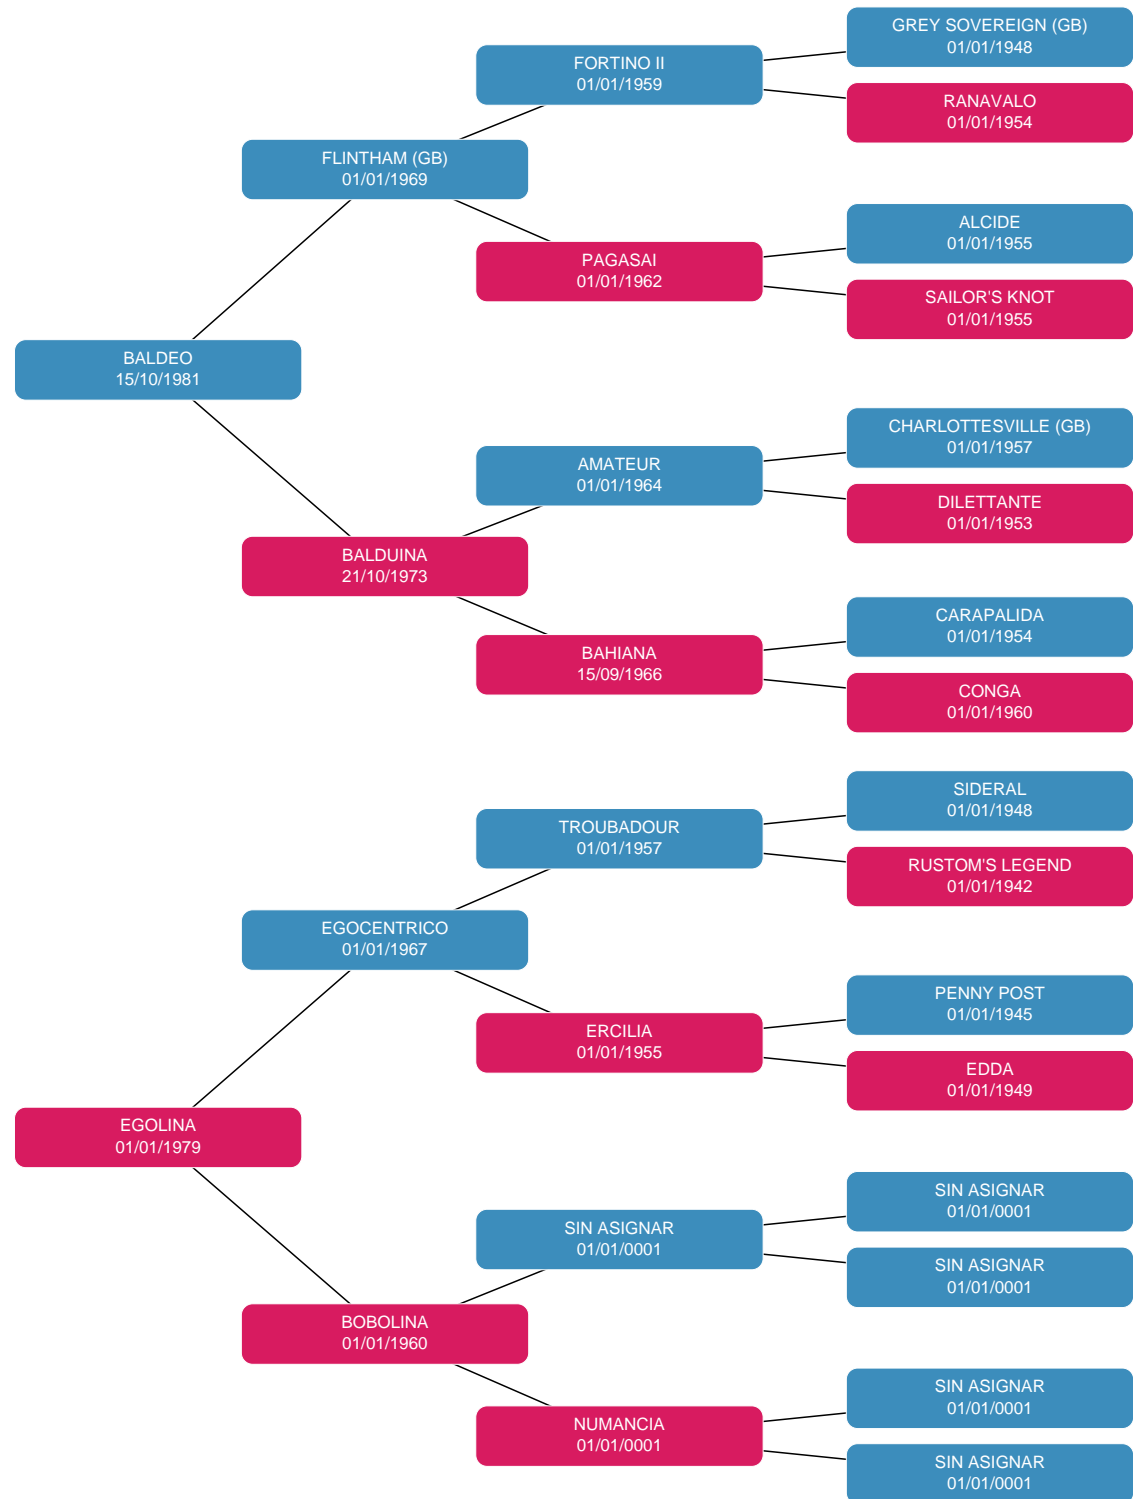 GREY SOVEREIGN (GB)
01/01/1948
FORTINO II
01/01/1959
RANAVALO
01/01/1954
FLINTHAM (GB)
01/01/1969
ALCIDE
01/01/1955
PAGASAI
01/01/1962
SAILOR'S KNOT
01/01/1955
BALDEO
15/10/1981
CHARLOTTESVILLE (GB)
01/01/1957
AMATEUR
01/01/1964
DILETTANTE
01/01/1953
BALDUINA
21/10/1973
CARAPALIDA
01/01/1954
BAHIANA
15/09/1966
CONGA
01/01/1960
SIDERAL
01/01/1948
TROUBADOUR
01/01/1957
RUSTOM'S LEGEND
01/01/1942
EGOCENTRICO
01/01/1967
PENNY POST
01/01/1945
ERCILIA
01/01/1955
EDDA
01/01/1949
EGOLINA
01/01/1979
SIN ASIGNAR
01/01/0001
SIN ASIGNAR
01/01/0001
SIN ASIGNAR
01/01/0001
BOBOLINA
01/01/1960
SIN ASIGNAR
01/01/0001
NUMANCIA
01/01/0001
SIN ASIGNAR
01/01/0001